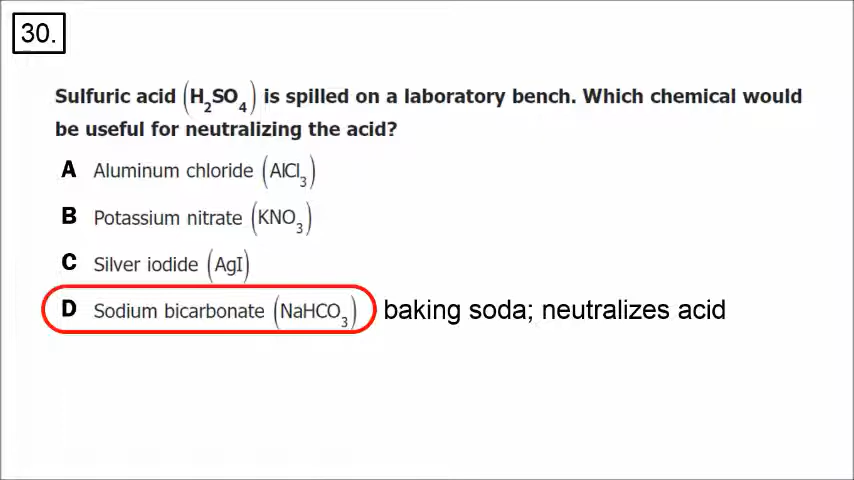 30.
Sulfuric acid (H₂SO₄) is spilled on a laboratory bench. Which chemical would
be useful for neutralizing the acid?
A Aluminum chloride (AlCl₃)
B Potassium nitrate (KNO₃)
C Silver iodide (AgI)
D Sodium bicarbonate (NaHCO₃) baking soda; neutralizes acid